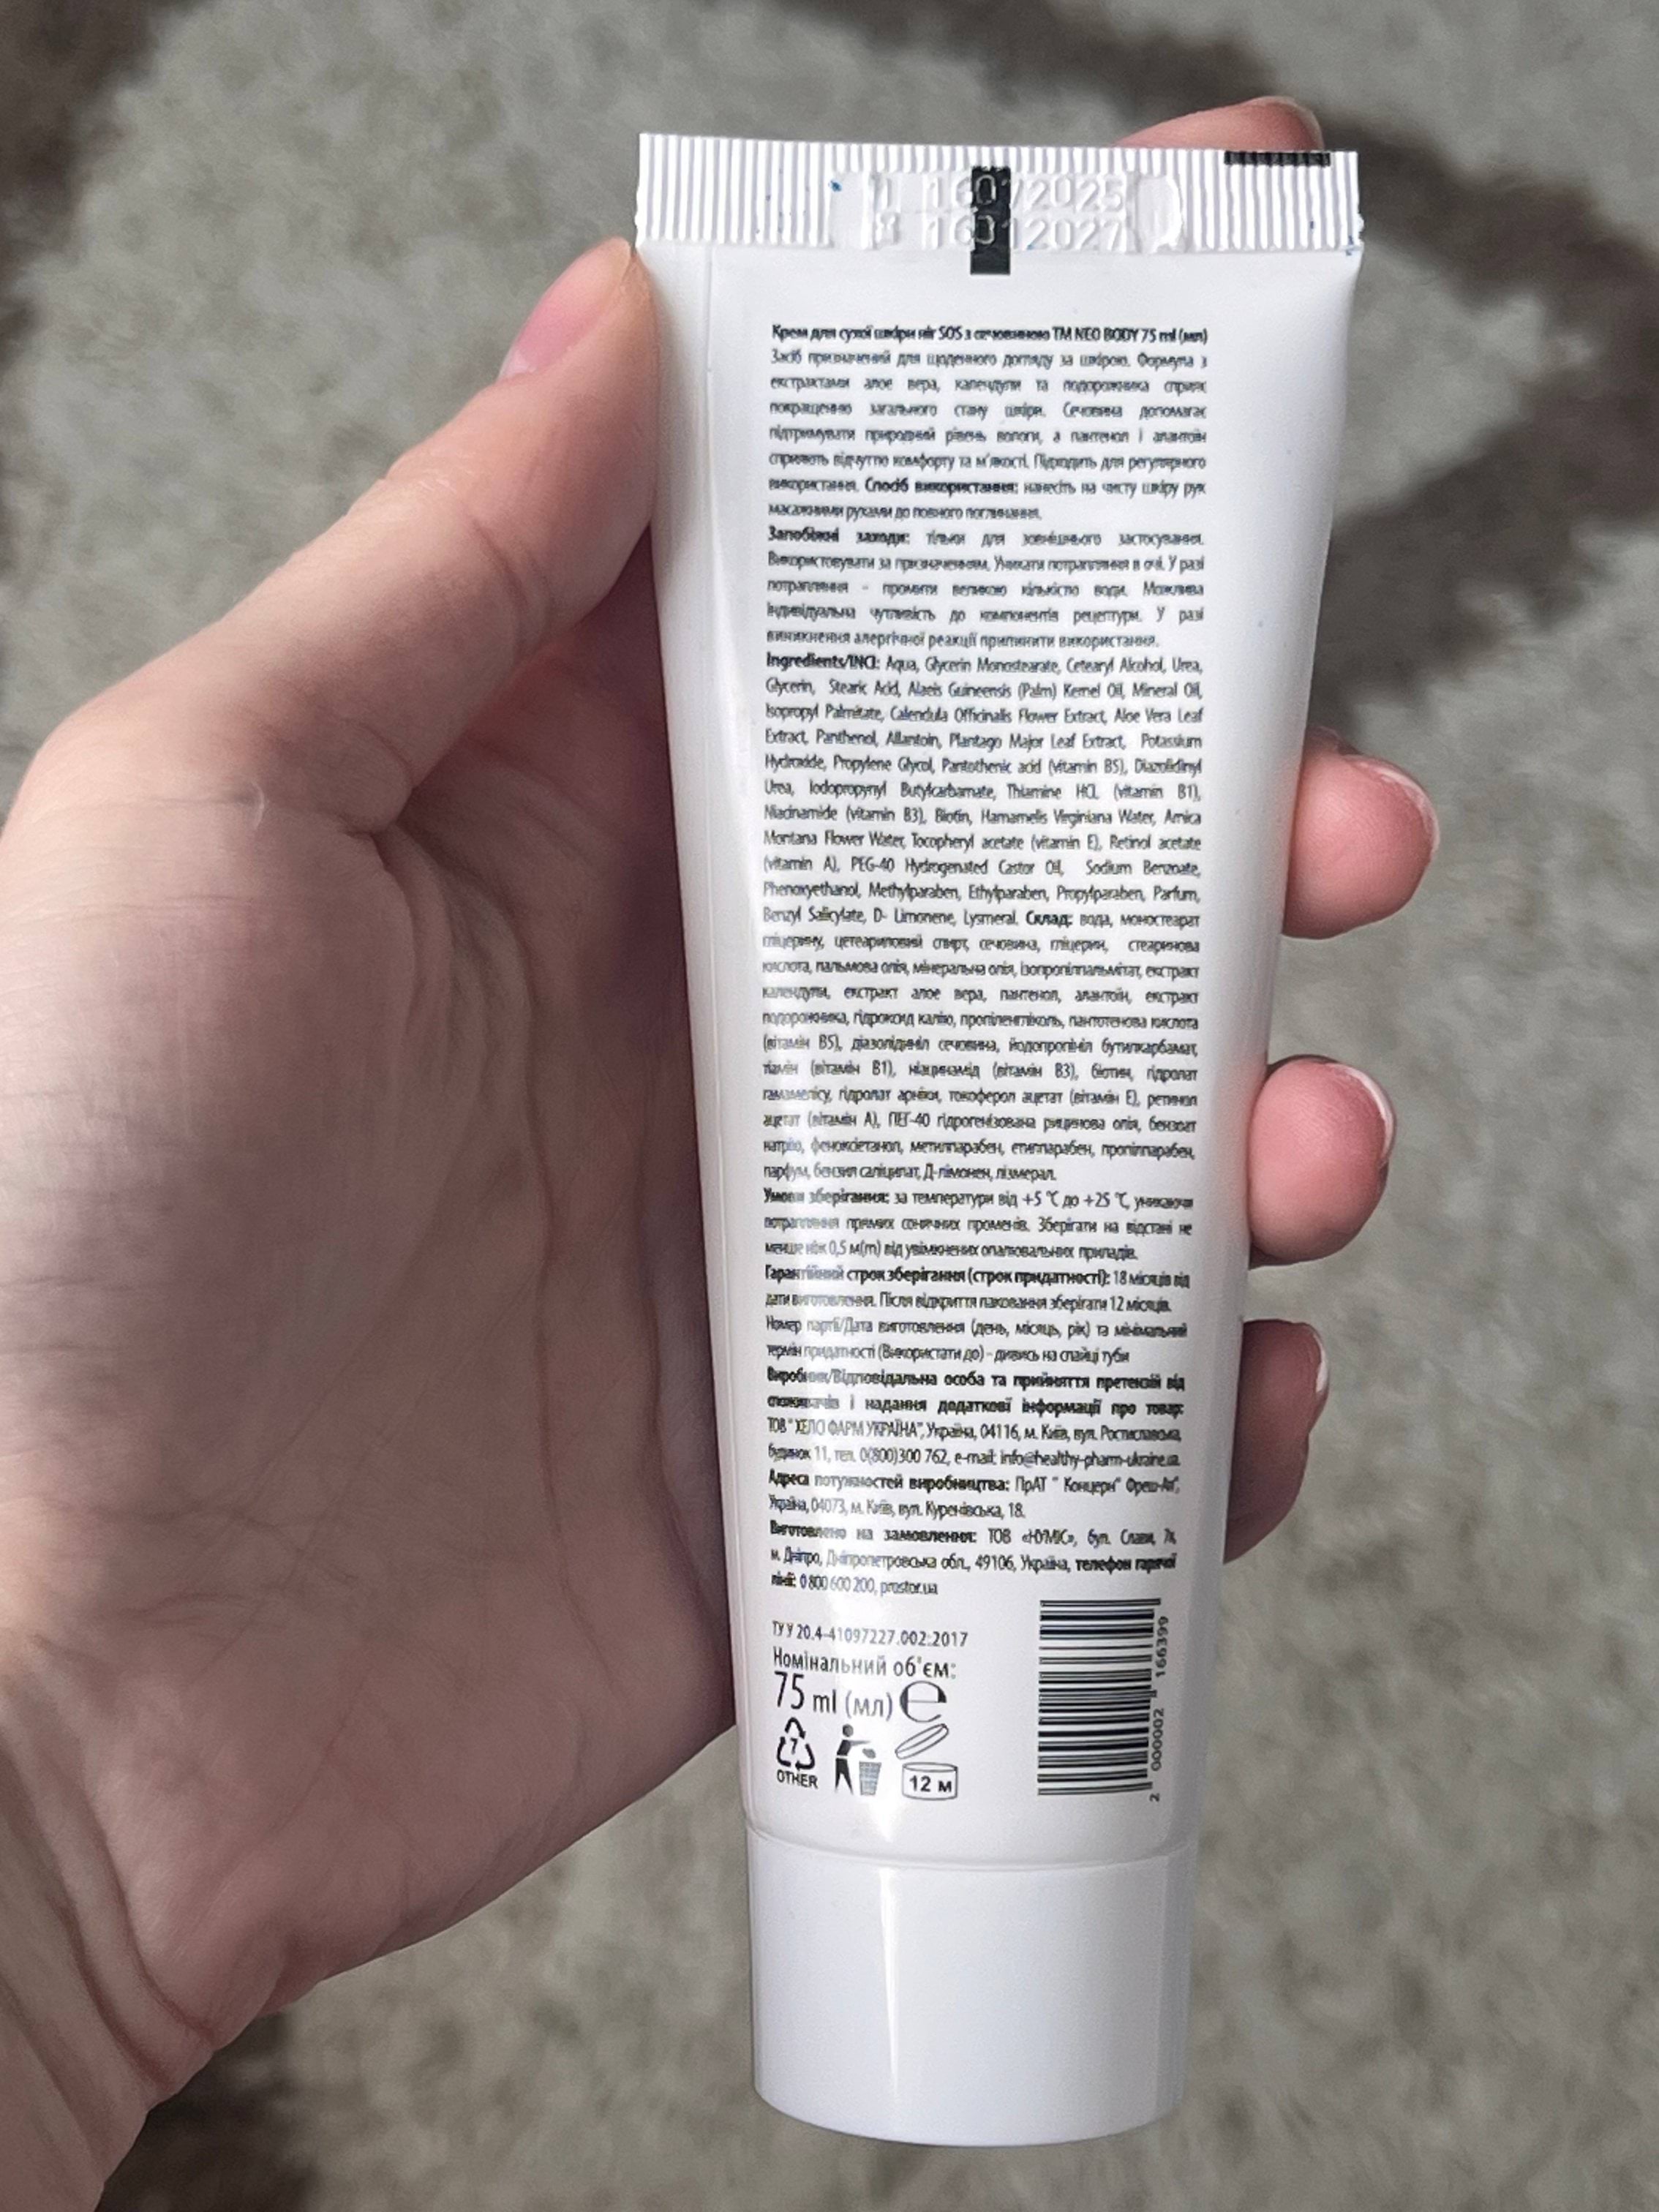 1 16072025
3 16012027
Крем для сухої шкіри ніг SOS з сечовиною ТМ NEO BODY 75 ml (мл)
Засіб призначений для щоденного догляду за шкірою. Формула з
екстрактами алое вера, календули та подорожника сприяє
покращенню загального стану шкіри. Сечовина допомагає
підтримувати природний рівень вологи, а пантенол і алантоїн
сприяють відчуттю комфорту та м'якості. Підходить для регулярного
використання. Спосіб використання: нанесіть на чисту шкіру рук
масажними рухами до повного поглинання.
Запобіжні заходи: тільки для зовнішнього застосування.
Використовувати за призначенням. Уникати потрапляння в очі. У разі
потрапляння - промити великою кількістю води. Можлива
індивідуальна чутливість до компонентів рецептури. У разі
виникнення алергічної реакції припинити використання.
Ingredients/INCI: Aqua, Glycerin Monostearate, Cetearyl Alcohol, Urea,
Glycerin, Stearic Acid, Alaeis Guineensis (Palm) Kernel Oil, Mineral Oil,
Isopropyl Palmitate, Calendula Officinalis Flower Extract, Aloe Vera Leaf
Extract, Panthenol, Allantoin, Plantago Major Leaf Extract, Potassium
Hydroxide, Propylene Glycol, Pantothenic acid (vitamin B5), Diazolidinyl
Urea, Iodopropynyl Butylcarbamate, Thiamine HCL (vitamin B1),
Niacinamide (vitamin B3), Biotin, Hamamelis Virginiana Water, Arnica
Montana Flower Water, Tocopheryl acetate (vitamin E), Retinol acetate
(vitamin A), PEG-40 Hydrogenated Castor Oil, Sodium Benzoate,
Phenoxyethanol, Methylparaben, Ethylparaben, Propylparaben, Parfum,
Benzyl Salicylate, D- Limonene, Lysmeral. Склад: вода, моностеарат
гліцерину, цетеариловий спирт, сечовина, гліцерин, стеаринова
кислота, пальмова олія, мінеральна олія, ізопропілпальмітат, екстракт
календули, екстракт алое вера, пантенол, алантоїн, екстракт
подорожника, гідроксид калію, пропіленгліколь, пантотенова кислота
(вітамін B5), діазолідиніл сечовина, йодопропініл бутилкарбамат,
тіамін (вітамін B1), ніацинамід (вітамін B3), біотин, гідролат
гамамелісу, гідролат арніки, токоферол ацетат (вітамін E), ретинол
ацетат (вітамін A), ПЕГ-40 гідрогенізована рицинова олія, бензоат
натрію, феноксіетанол, метилпарабен, етилпарабен, пропілпарабен,
парфум, бензил саліцилат, Д-лімонен, лізмерал.
Умови зберігання: за температури від +5 °C до +25 °C, уникаючи
потрапляння прямих сонячних променів. Зберігати на відстані не
менше ніж 0,5 м(m) від увімкнених опалювальних приладів.
Гарантійний строк зберігання (строк придатності): 18 місяців від
дати виготовлення. Після відкриття паковання зберігати 12 місяців.
Номер партії/Дата виготовлення (день, місяць, рік) та мінімальний
термін придатності (Використати до) - дивись на спайці туби
Виробник/Відповідальна особа та прийняття претензій від
споживачів і надання додаткової інформації про товар:
ТОВ "ХЕЛСІ ФАРМ УКРАЇНА", Україна, 04116, м. Київ, вул. Ростиславська,
будинок 11, тел. 0(800)300 762, e-mail: info@healthy-pharm-ukraine.ua
Адреса потужностей виробництва: ПрАТ " Концерн" Фреш-Ап",
Україна, 04073, м. Київ, вул. Куренівська, 18.
Виготовлено на замовлення: ТОВ «НУМІС», бул. Слави, 7к,
м. Дніпро, Дніпропетровська обл., 49106, Україна, телефон гарячої
лінії: 0 800 600 200, prostor.ua
ТУ У 20.4-41097227.002:2017
Номінальний об'єм:
75 ml (мл) e
7
OTHER
12 м
2 000002 166399